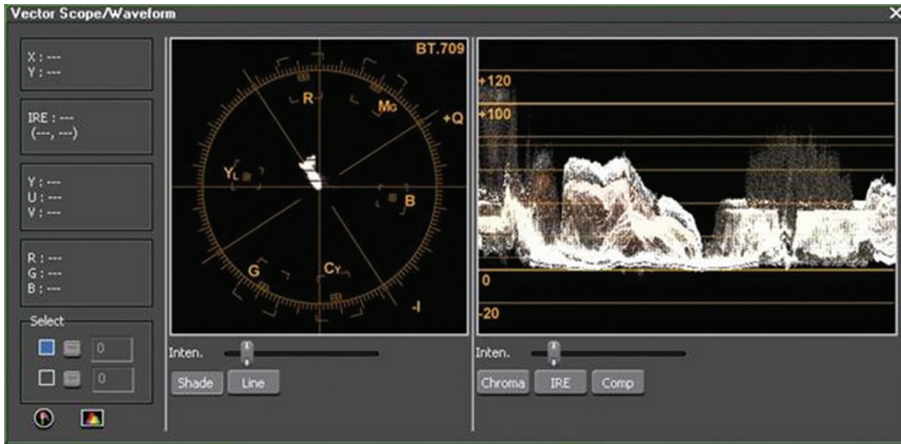 Vector Scope/Waveform
X : ---
Y : ---
IRE : ---
(---, ---)
Y : ---
U : ---
V : ---
R : ---
G : ---
B : ---
Select
0
0
BT.709
R
MG
+Q
YL
B
G
CY
-I
Inten.
Shade
Line
+120
+100
0
-20
Inten.
Chroma
IRE
Comp